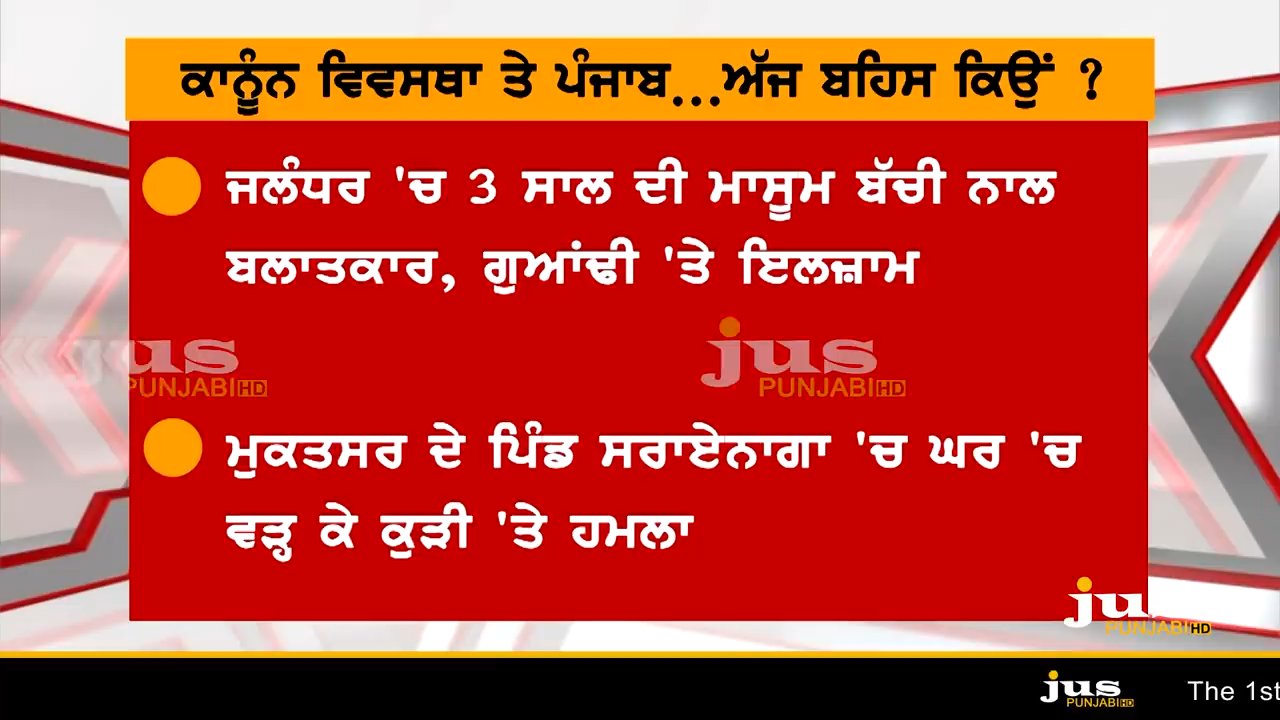 ਕਾਨੂੰਨ ਵਿਵਸਥਾ ਤੇ ਪੰਜਾਬ...ਅੱਜ ਬਹਿਸ ਕਿਉਂ ?
ਜਲੰਧਰ 'ਚ 3 ਸਾਲ ਦੀ ਮਾਸੂਮ ਬੱਚੀ ਨਾਲ
ਬਲਾਤਕਾਰ, ਗੁਆਂਢੀ 'ਤੇ ਇਲਜ਼ਾਮ
jus
PUNJABI HD
jus
PUNJABI HD
ਮੁਕਤਸਰ ਦੇ ਪਿੰਡ ਸਰਾਏਨਾਗਾ 'ਚ ਘਰ 'ਚ
ਵੜ੍ਹ ਕੇ ਕੁੜੀ 'ਤੇ ਹਮਲਾ
jus
PUNJABI HD
jus
PUNJABI HD
The 1st